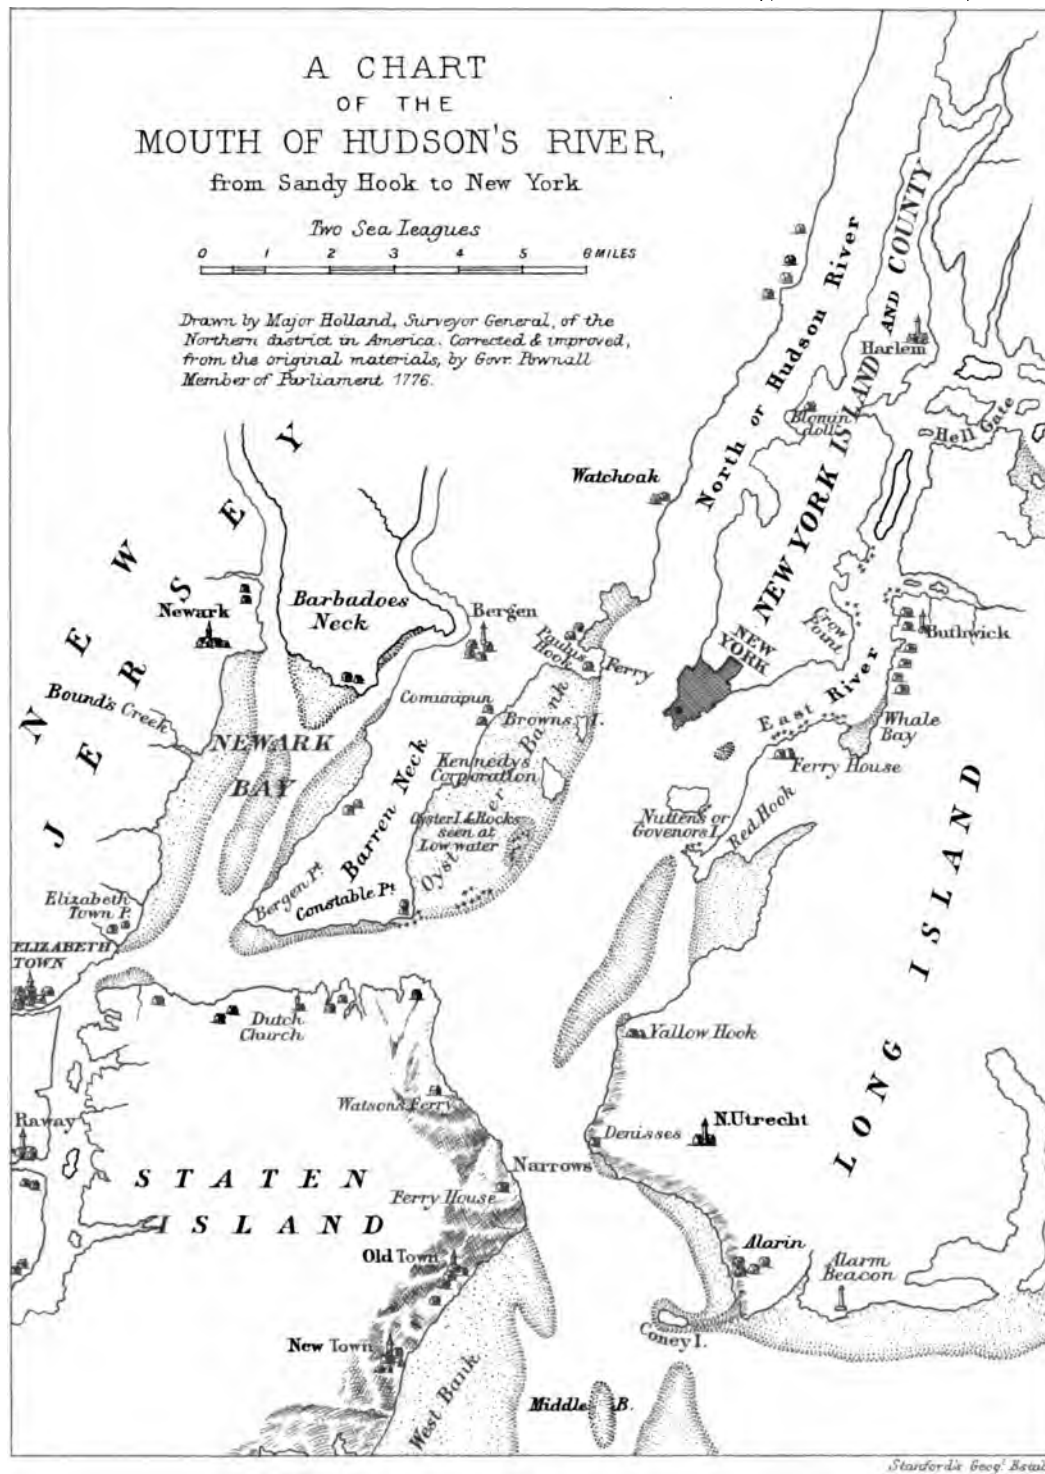 A CHART
OF THE
MOUTH OF HUDSON'S RIVER,
from Sandy Hook to New York
Two Sea Leagues
0 1 2 3 4 5 6 MILES
Drawn by Major Holland, Surveyor General, of the
Northern district in America. Corrected & improved,
from the original materials, by Govr. Pownall
Member of Parliament 1776.
North or Hudson River
NEW YORK ISLAND AND COUNTY
Harlem
Blomin
doll
Hell Gate
Watchoak
NEW JERSEY
Newark
Barbadoes
Neck
Bergen
Paulus
Hook
Ferry
NEW
YORK
Crow
Point
Buthwick
East River
Bound's Creek
NEWARK
BAY
Comunipun
Browns I.
Whale
Bay
Ferry House
Kennedys
Corporation
Oyster Bank
Oyster I. & Rocks
seen at
Low water
Barren Neck
Nuttens or
Govenors I.
Red Hook
Bergen Pt.
Constable Pt.
Elizabeth
Town P.
ELIZABETH
TOWN
LONG ISLAND
Dutch
Church
Yallow Hook
Watsons Ferry
Raway
N. Utrecht
Denisses
Narrows
STATEN
ISLAND
Ferry House
Old Town
Alarin
Alarm
Beacon
New Town
Coney I.
West Bank
Middle B.
Stanford's Geog! Estab